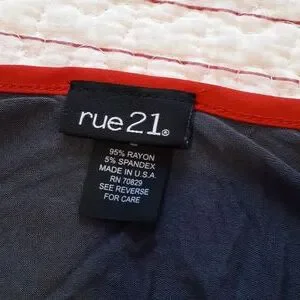 rue21®
95% RAYON
5% SPANDEX
MADE IN U.S.A.
RN 70829
SEE REVERSE
FOR CARE